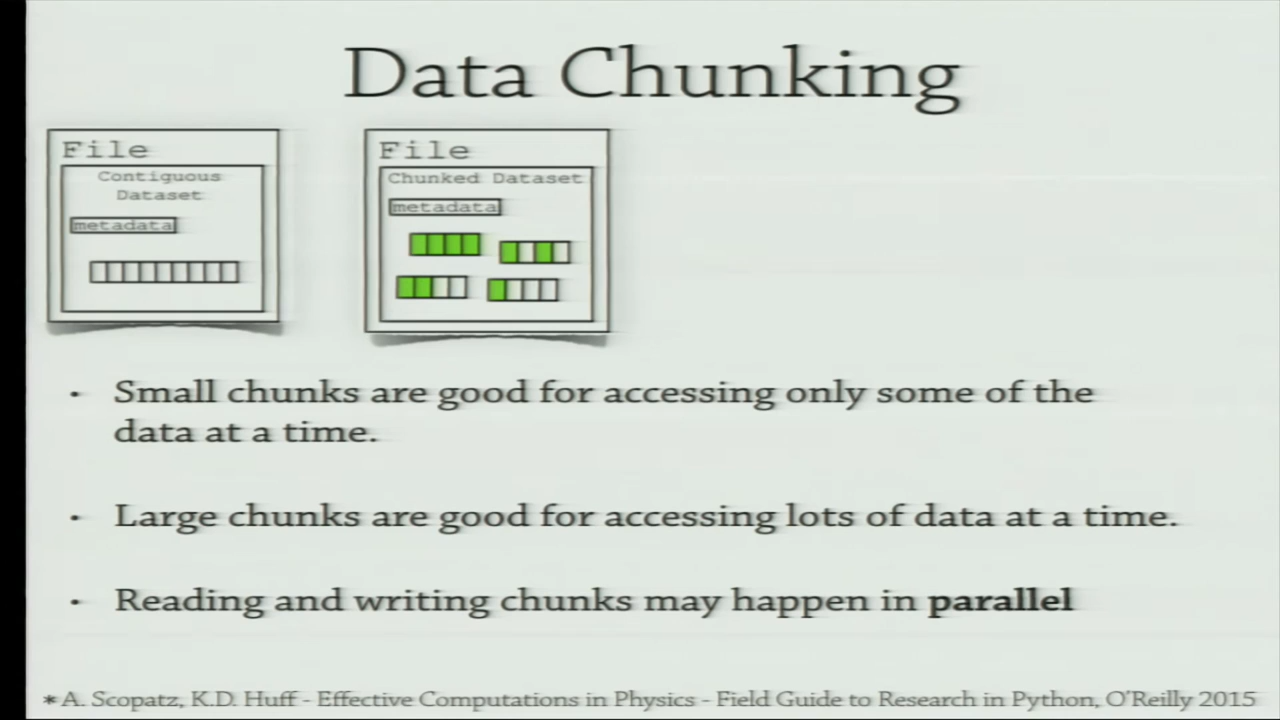 Data Chunking
File
Contiguous
Dataset
metadata
File
Chunked Dataset
metadata
• Small chunks are good for accessing only some of the
data at a time.
• Large chunks are good for accessing lots of data at a time.
• Reading and writing chunks may happen in parallel
* A. Scopatz, K.D. Huff - Effective Computations in Physics - Field Guide to Research in Python, O'Reilly 2015